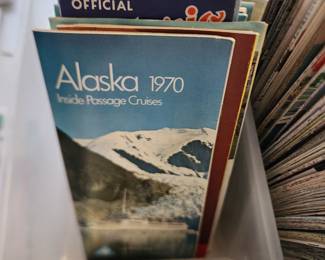 OFFICIAL
Alaska 1970
Inside Passage Cruises